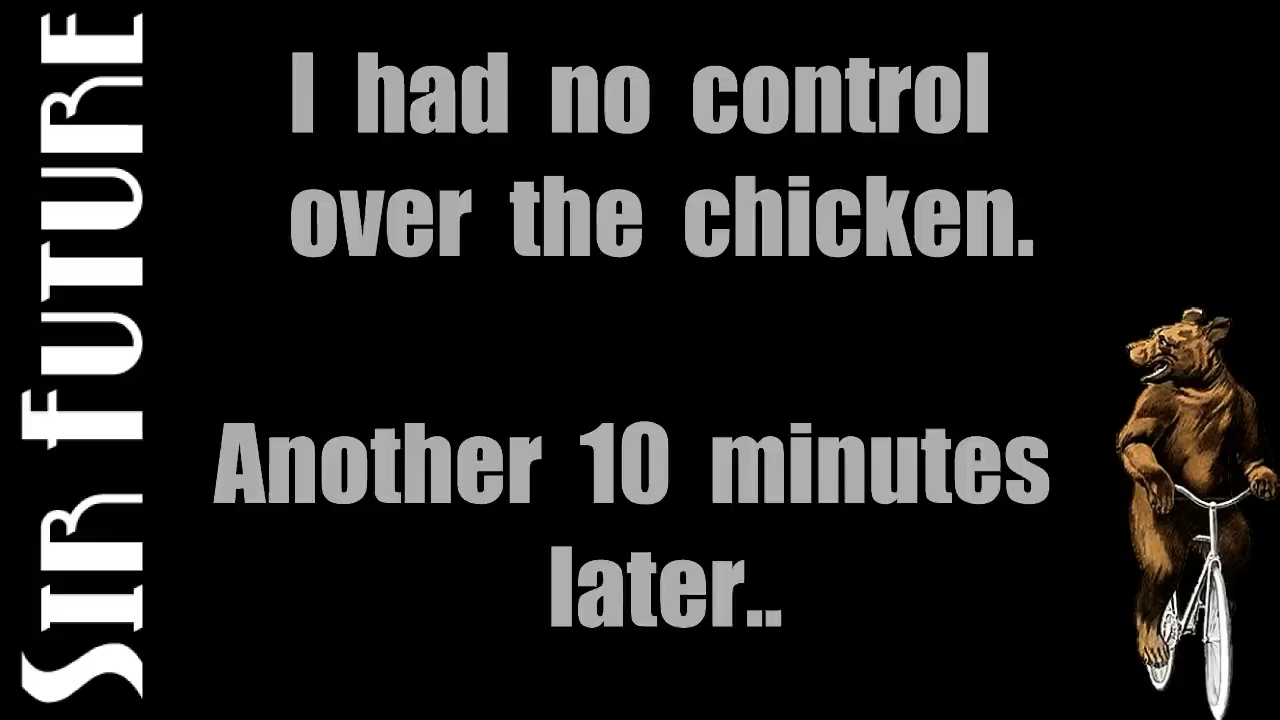 SIR FUTURE
I had no control
over the chicken.
Another 10 minutes
later..